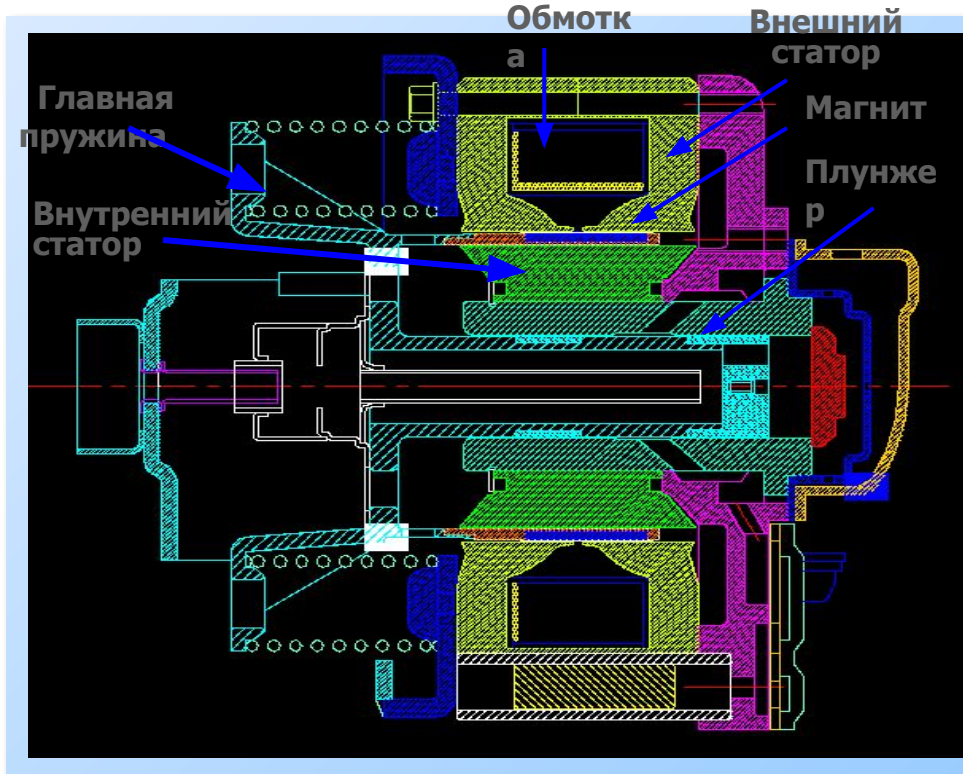 Обмотк
а
Внешний
статор
Главная
пружина
Магнит
Плунже
р
Внутренний
статор